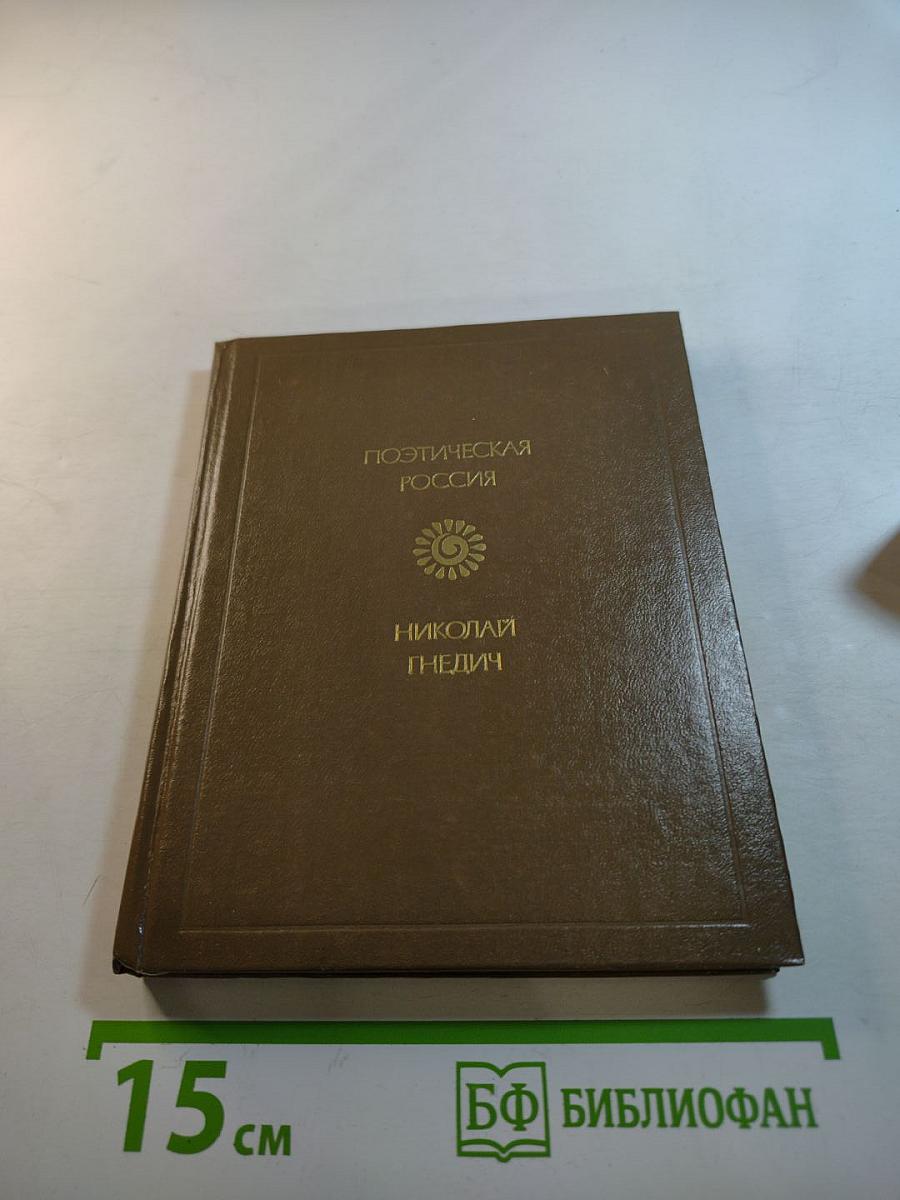 ПОЭТИЧЕСКАЯ
РОССИЯ
НИКОЛАЙ
ГНЕДИЧ
15 см
БФ БИБЛИОФАН